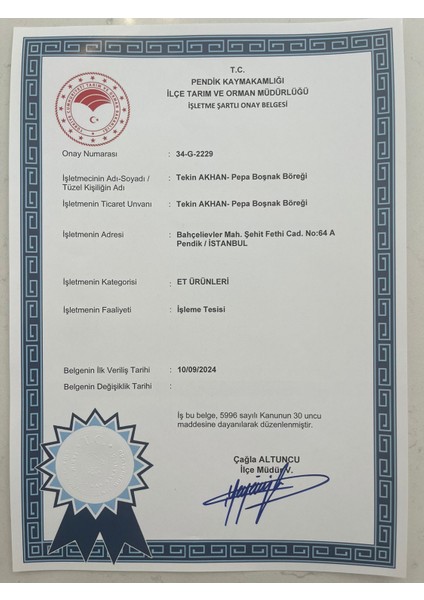 T.C.
PENDİK KAYMAKAMLIĞI
İLÇE TARIM VE ORMAN MÜDÜRLÜĞÜ
İŞLETME ŞARTLI ONAY BELGESİ
Onay Numarası : 34-G-2229
İşletmecinin Adı-Soyadı / : Tekin AKHAN- Pepa Boşnak Böreği
Tüzel Kişiliğin Adı
İşletmenin Ticaret Unvanı : Tekin AKHAN- Pepa Boşnak Böreği
İşletmenin Adresi : Bahçelievler Mah. Şehit Fethi Cad. No:64 A
Pendik / İSTANBUL
İşletmenin Kategorisi : ET ÜRÜNLERİ
İşletmenin Faaliyeti : İşleme Tesisi
Belgenin İlk Veriliş Tarihi : 10/09/2024
Belgenin Değişiklik Tarihi :
İş bu belge, 5996 sayılı Kanunun 30 uncu
maddesine dayanılarak düzenlenmiştir.
Çağla ALTUNCU
İlçe Müdür V.